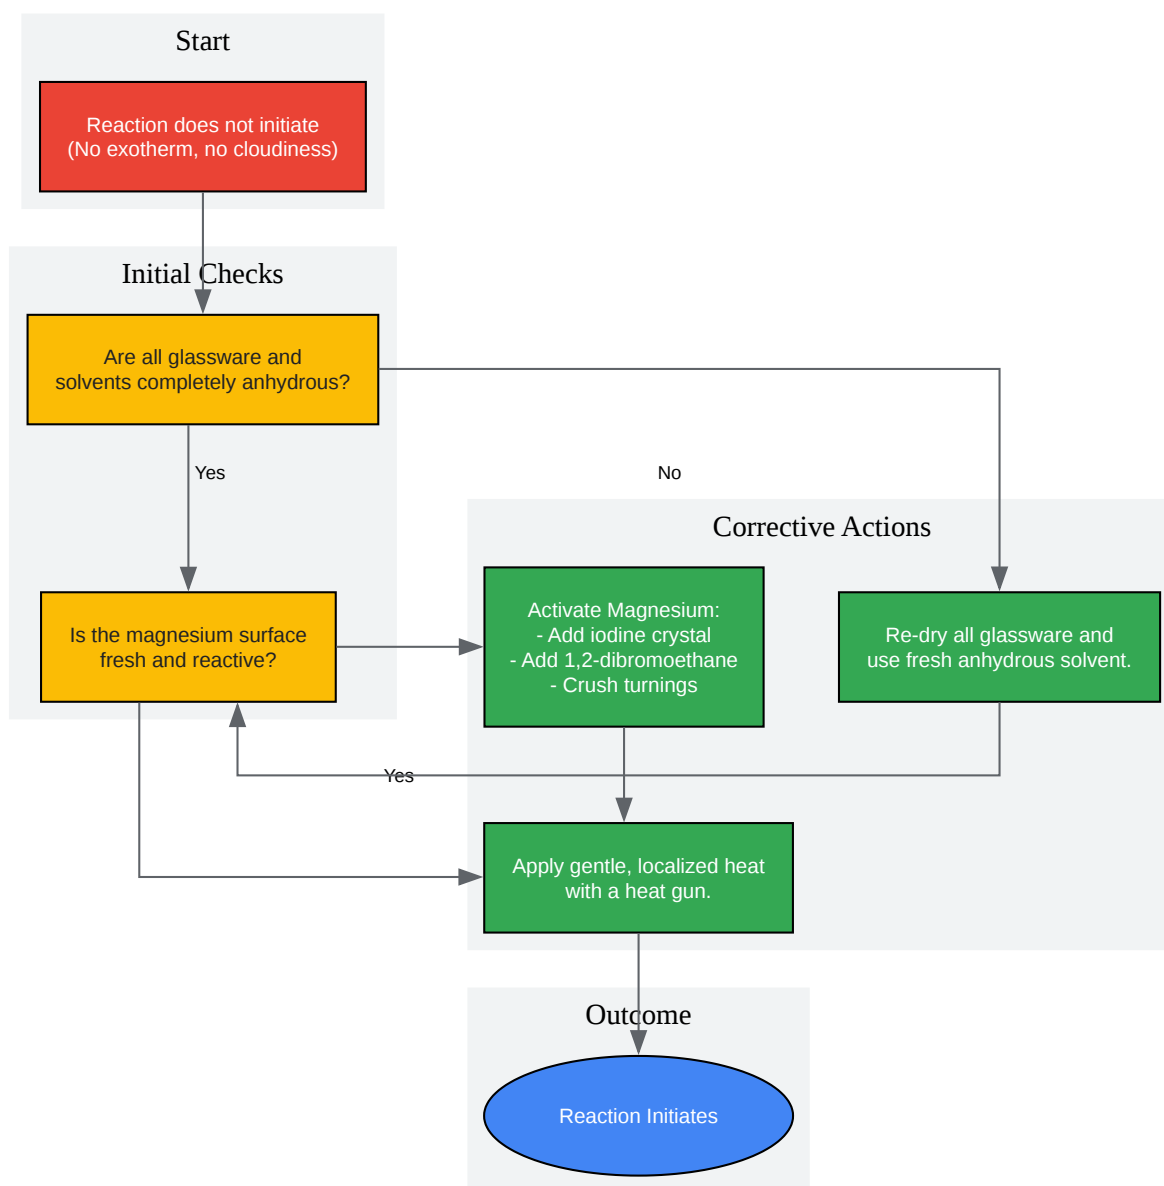 Start
Reaction does not initiate
(No exotherm, no cloudiness)
Initial Checks
Are all glassware and
solvents completely anhydrous?
Yes
No
Corrective Actions
Is the magnesium surface
fresh and reactive?
Activate Magnesium:
- Add iodine crystal
- Add 1,2-dibromoethane
- Crush turnings
Re-dry all glassware and
use fresh anhydrous solvent.
Yes
Apply gentle, localized heat
with a heat gun.
Outcome
Reaction Initiates